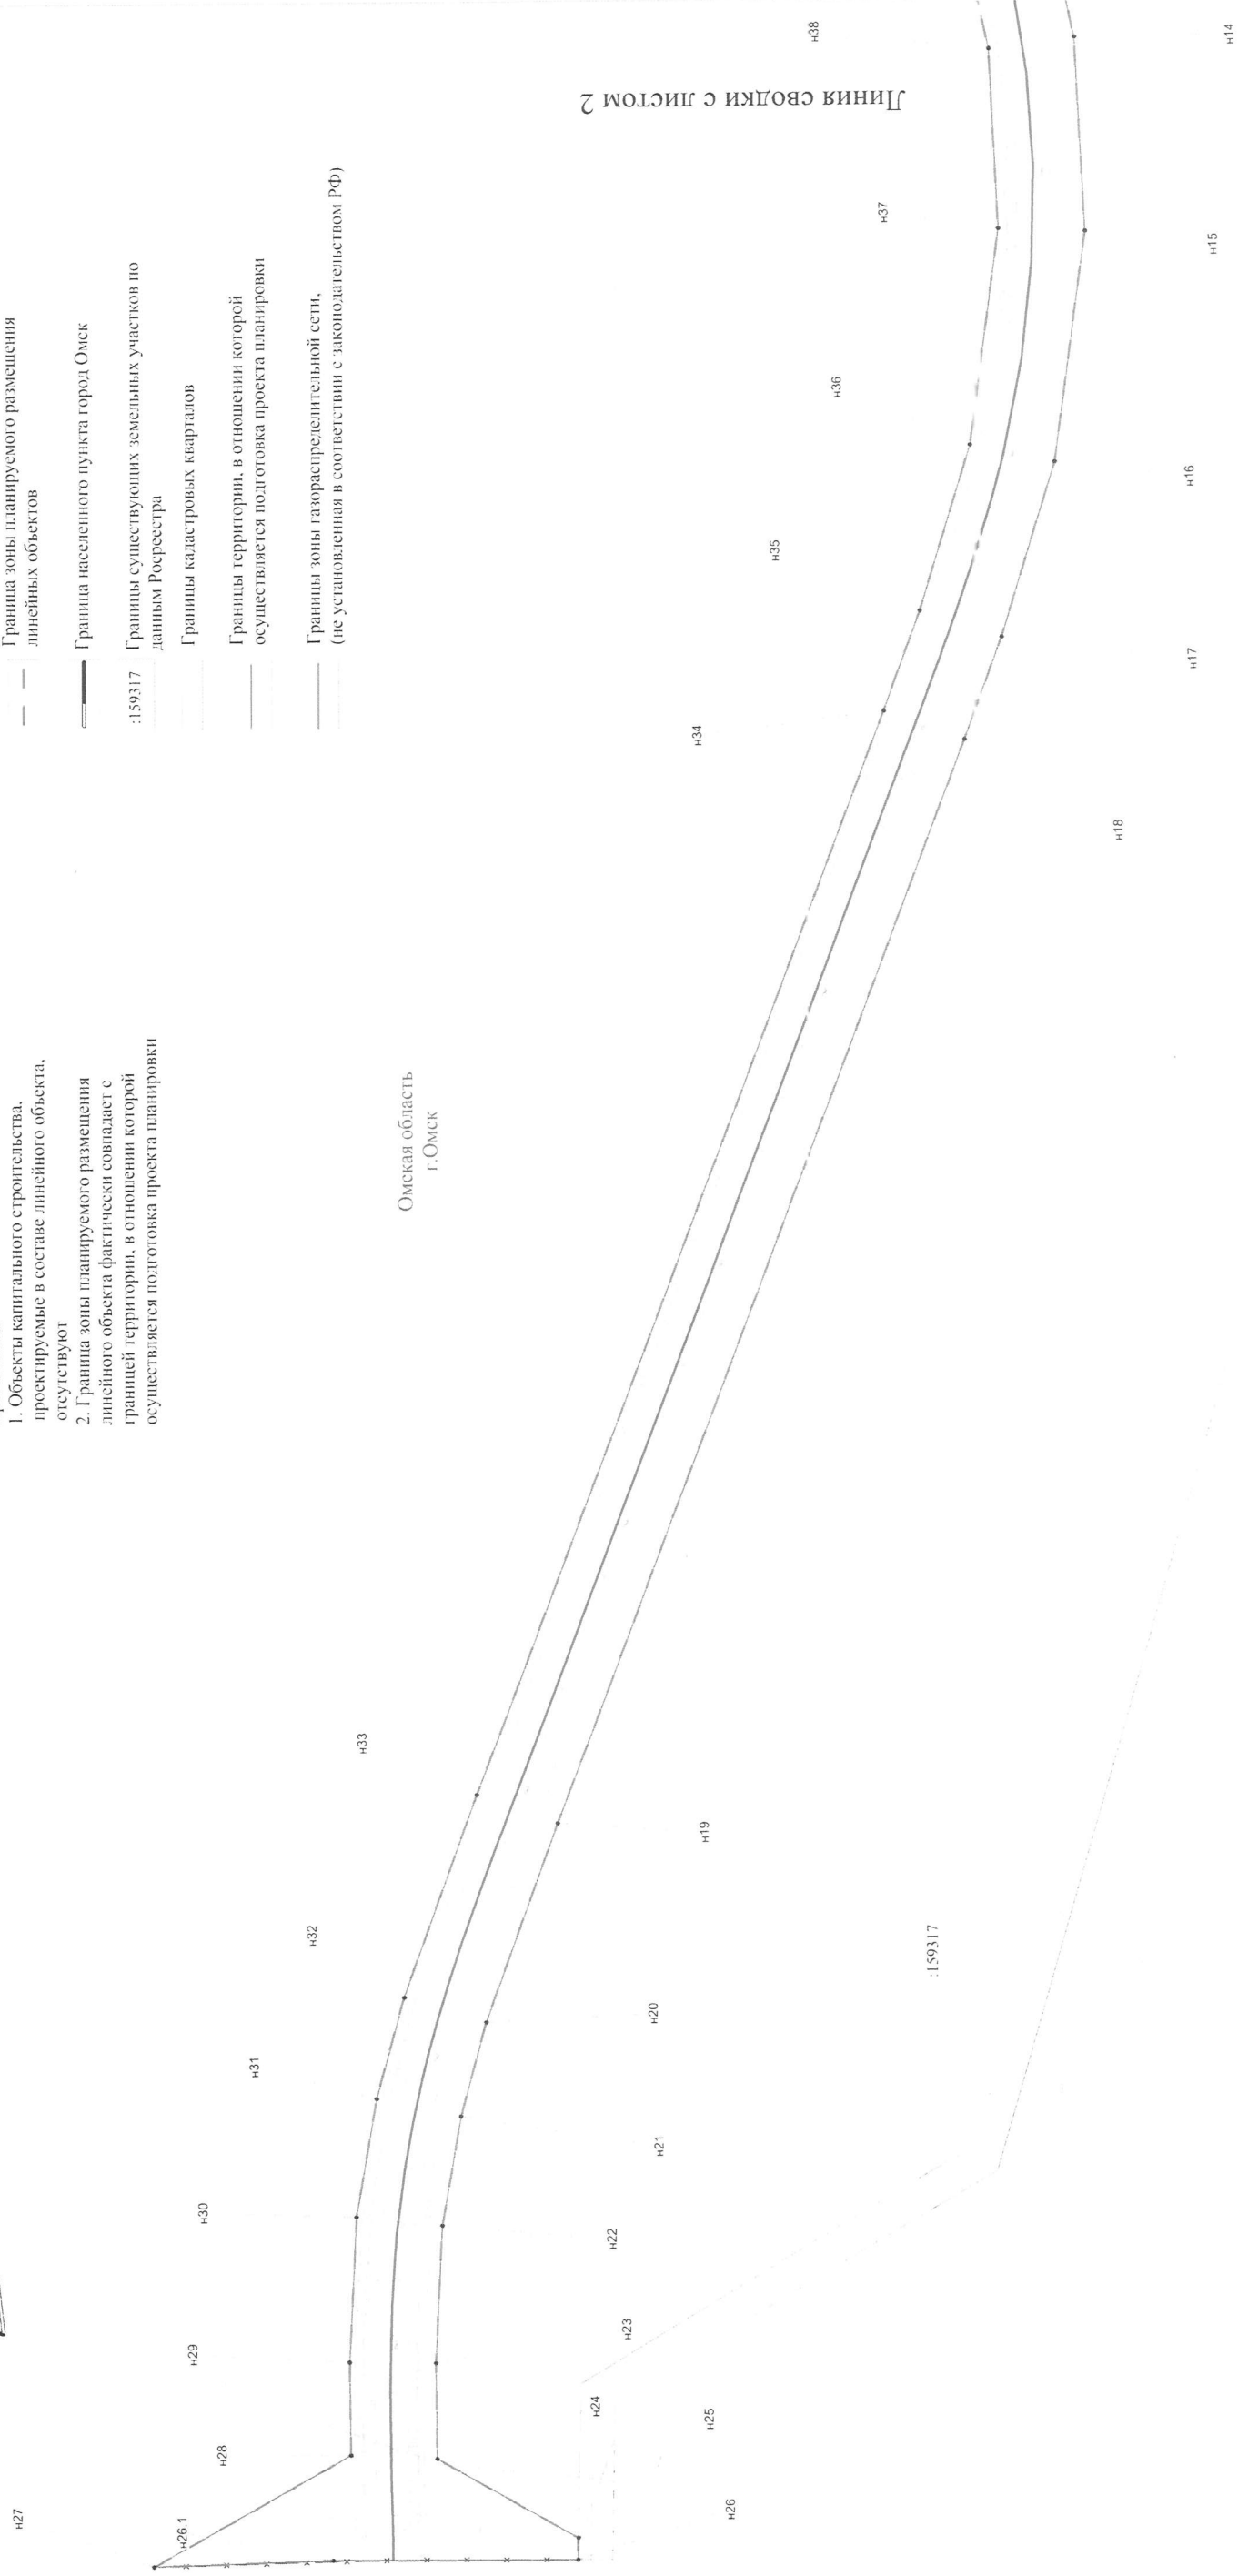 1. Объекты капитального строительства,
проектируемые в составе линейного объекта,
отсутствуют
2. Граница зоны планируемого размещения
линейного объекта фактически совпадает с
границей территории, в отношении которой
осуществляется подготовка проекта планировки
Граница зоны планируемого размещения
линейных объектов
Граница населенного пункта город Омск
:159317
Границы существующих земельных участков по
данным Росреестра
Границы кадастровых кварталов
Границы территории, в отношении которой
осуществляется подготовка проекта планировки
Границы зоны газораспределительной сети,
(не установленная в соответствии с законодательством РФ)
Омская область
г.Омск
Линия сводки с листом 2
н27
н26.1
н28
н29
н30
н31
н32
н33
н34
н35
н36
н37
н38
н26
н25
н24
н23
н22
н21
н20
н19
н18
н17
н16
н15
н14
:159317